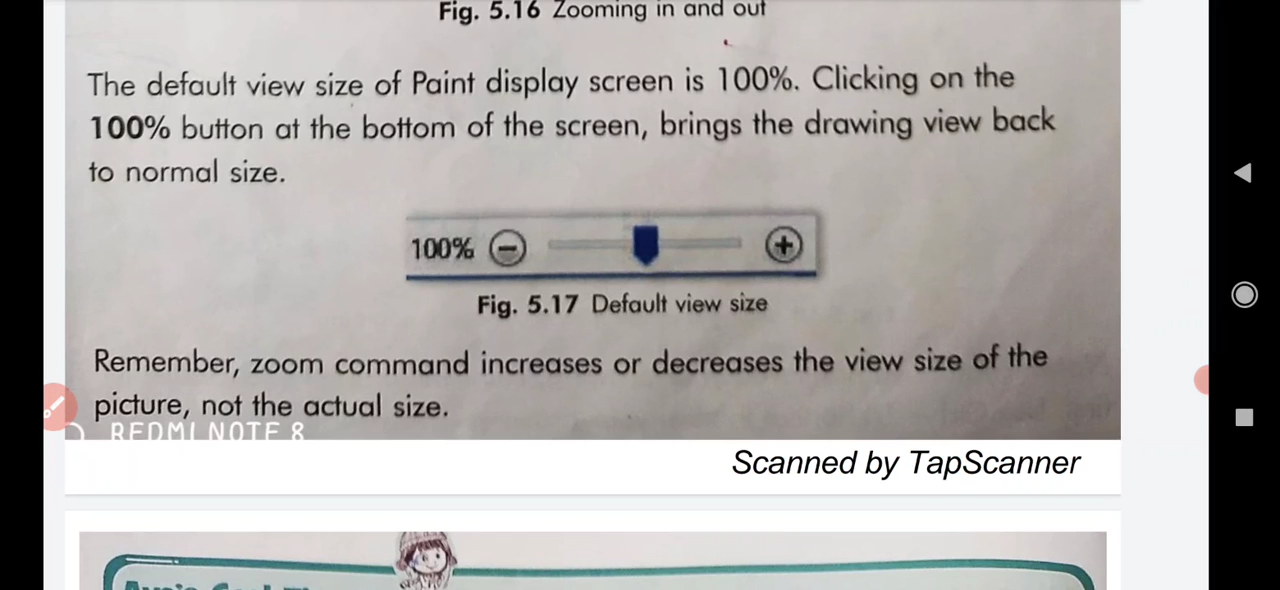 Fig. 5.16 Zooming in and out
The default view size of Paint display screen is 100%. Clicking on the
100% button at the bottom of the screen, brings the drawing view back
to normal size.
100%
Fig. 5.17 Default view size
Remember, zoom command increases or decreases the view size of the
picture, not the actual size.
REDMI NOTE 8
Scanned by TapScanner